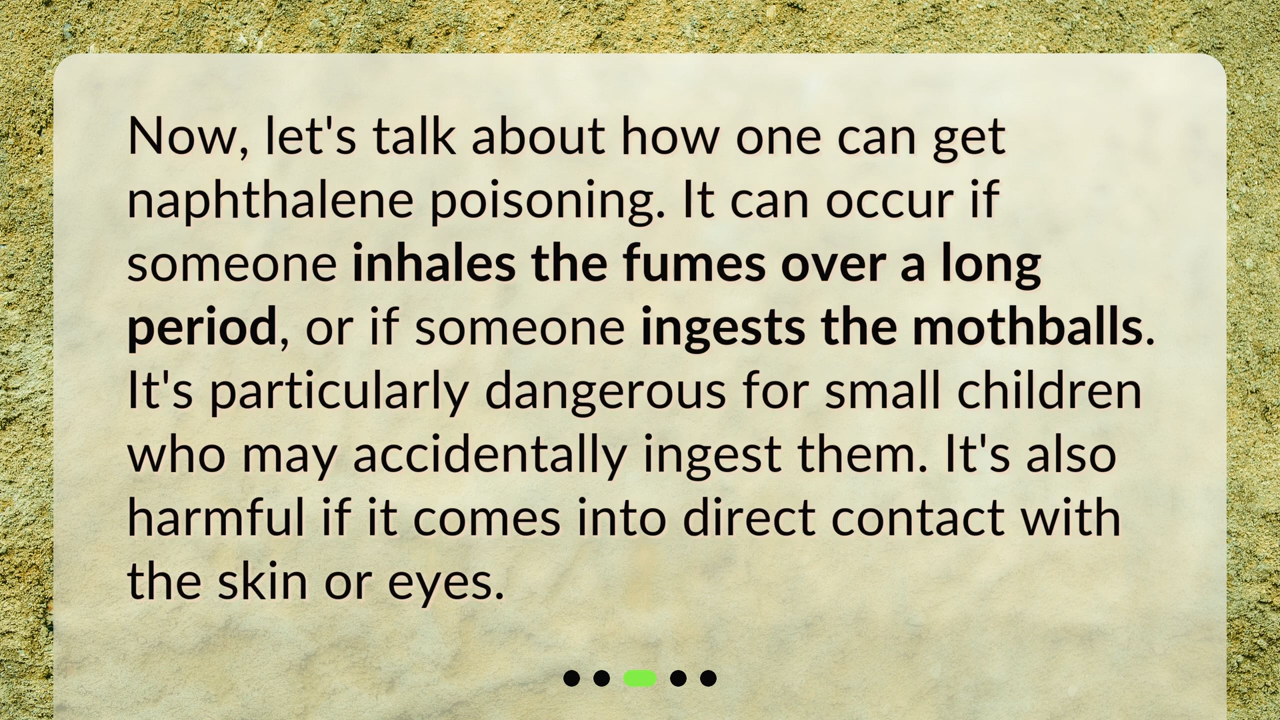 Now, let's talk about how one can get
naphthalene poisoning. It can occur if
someone inhales the fumes over a long
period, or if someone ingests the mothballs.
It's particularly dangerous for small children
who may accidentally ingest them. It's also
harmful if it comes into direct contact with
the skin or eyes.